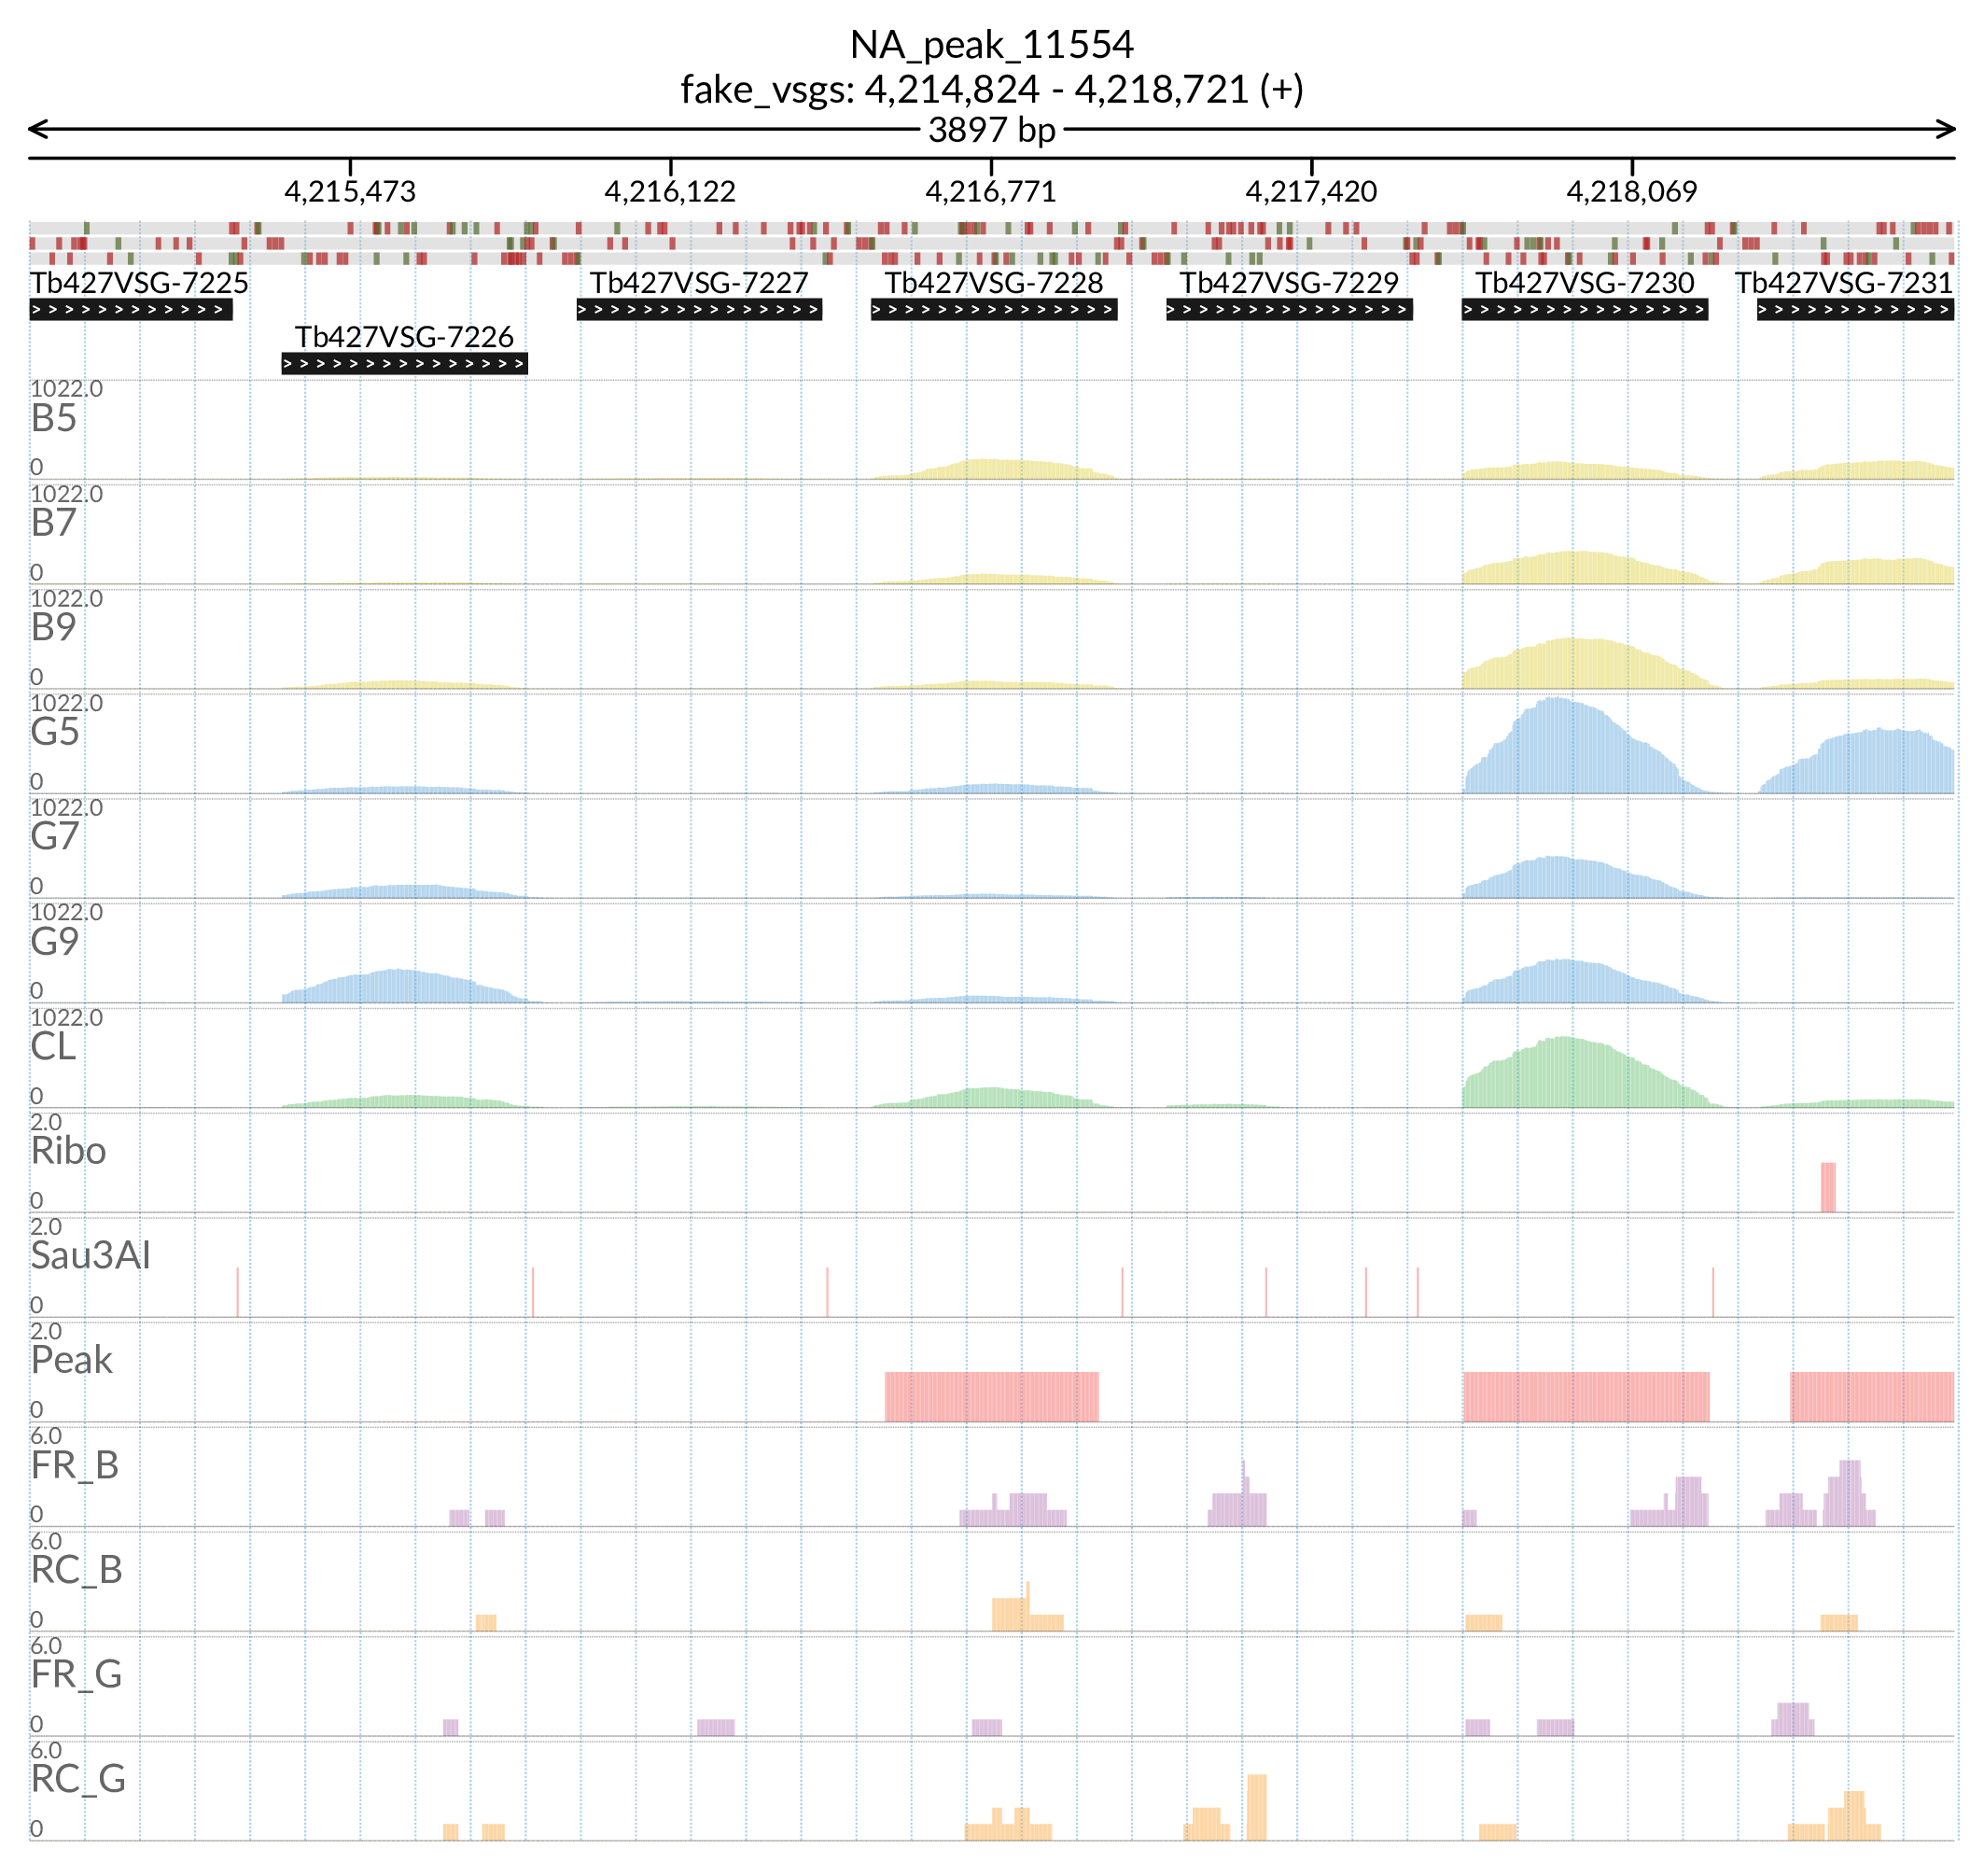 NA_peak_11554
fake_vsgs: 4,214,824 - 4,218,721 (+)
3897 bp
4,215,473 4,216,122 4,216,771 4,217,420 4,218,069
Tb427VSG-7225 Tb427VSG-7227 Tb427VSG-7228 Tb427VSG-7229 Tb427VSG-7230 Tb427VSG-7231
Tb427VSG-7226
1022.0
B5
0
1022.0
B7
0
1022.0
B9
0
1022.0
G5
0
1022.0
G7
0
1022.0
G9
0
1022.0
CL
0
2.0
Ribo
0
2.0
Sau3AI
0
2.0
Peak
0
6.0
FR_B
0
6.0
RC_B
0
6.0
FR_G
0
6.0
RC_G
0